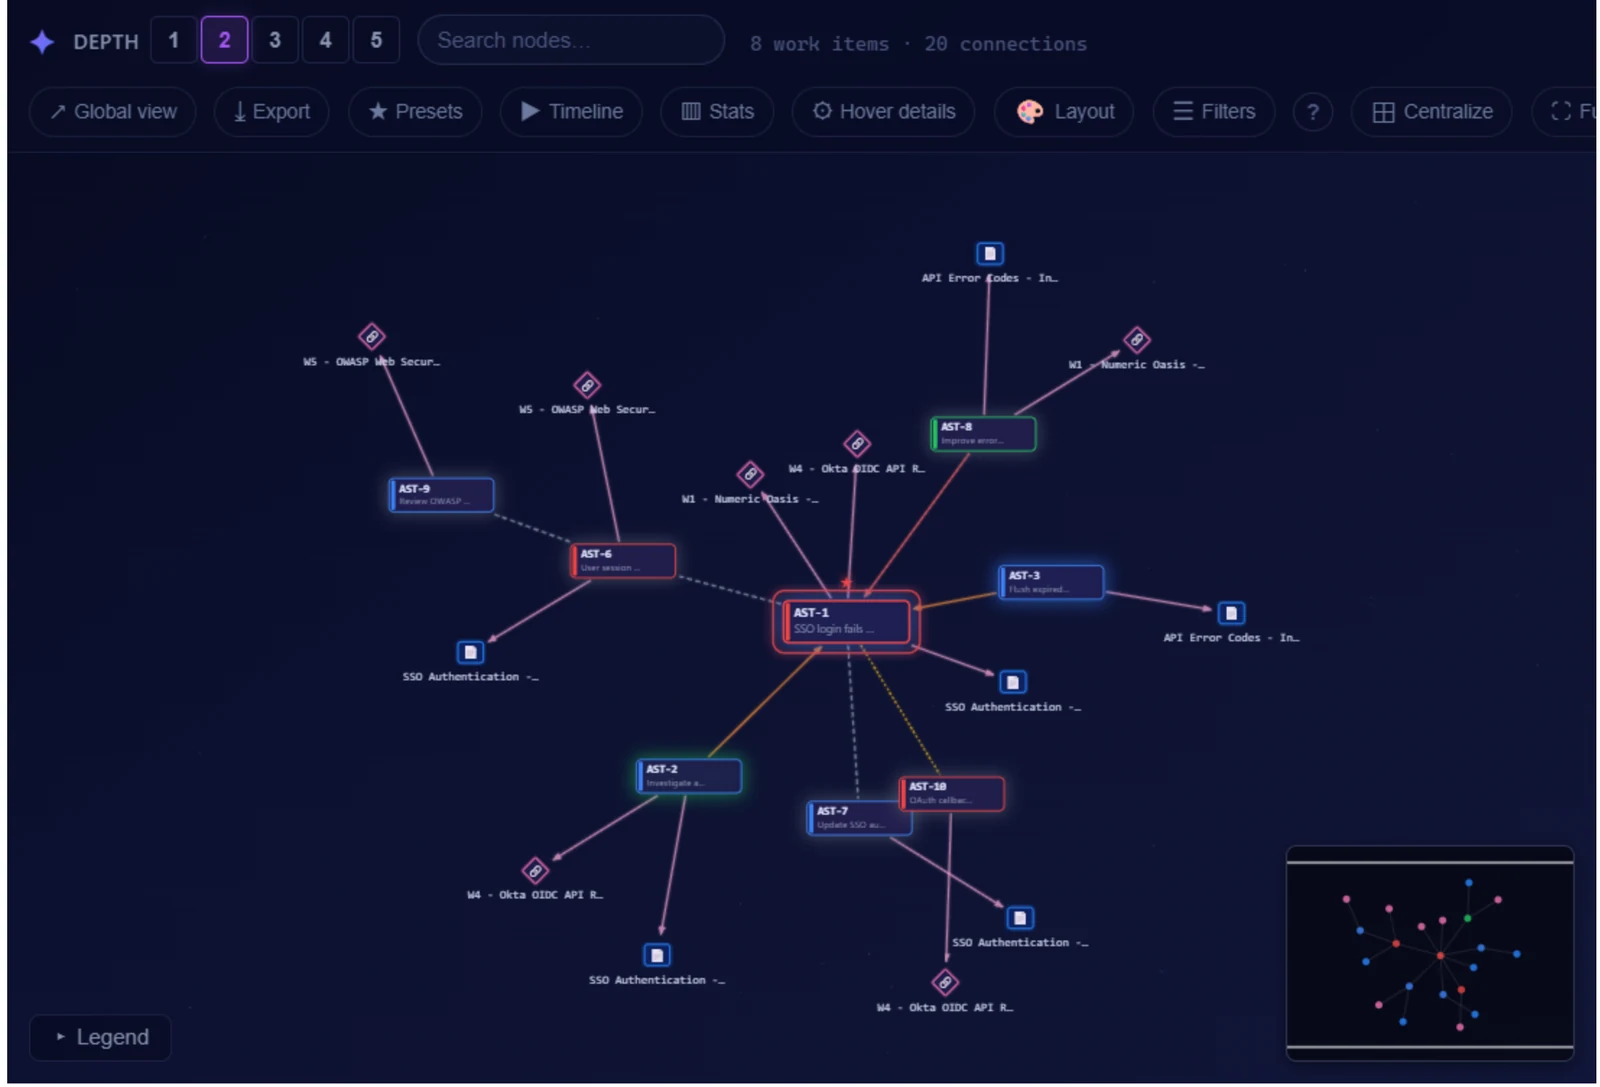 DEPTH 1 2 3 4 5 Search nodes... 8 work items · 20 connections
Global view Export Presets Timeline Stats Hover details Layout Filters ? Centralize Fu
API Error Codes - In…
W5 - OWASP Web Secur…
W1 - Numeric Oasis -…
W5 - OWASP Web Secur…
AST-8
Improve error...
W4 - Okta OIDC API R…
AST-9
Review OWASP ...
W1 - Numeric Oasis -…
AST-6
User session ...
AST-3
Flush expired...
AST-1
SSO login fails ...
API Error Codes - In…
SSO Authentication -…
SSO Authentication -…
AST-2
Investigate a...
AST-10
OAuth callbac...
AST-7
Update SSO au...
W4 - Okta OIDC API R…
SSO Authentication -…
SSO Authentication -…
W4 - Okta OIDC API R…
Legend